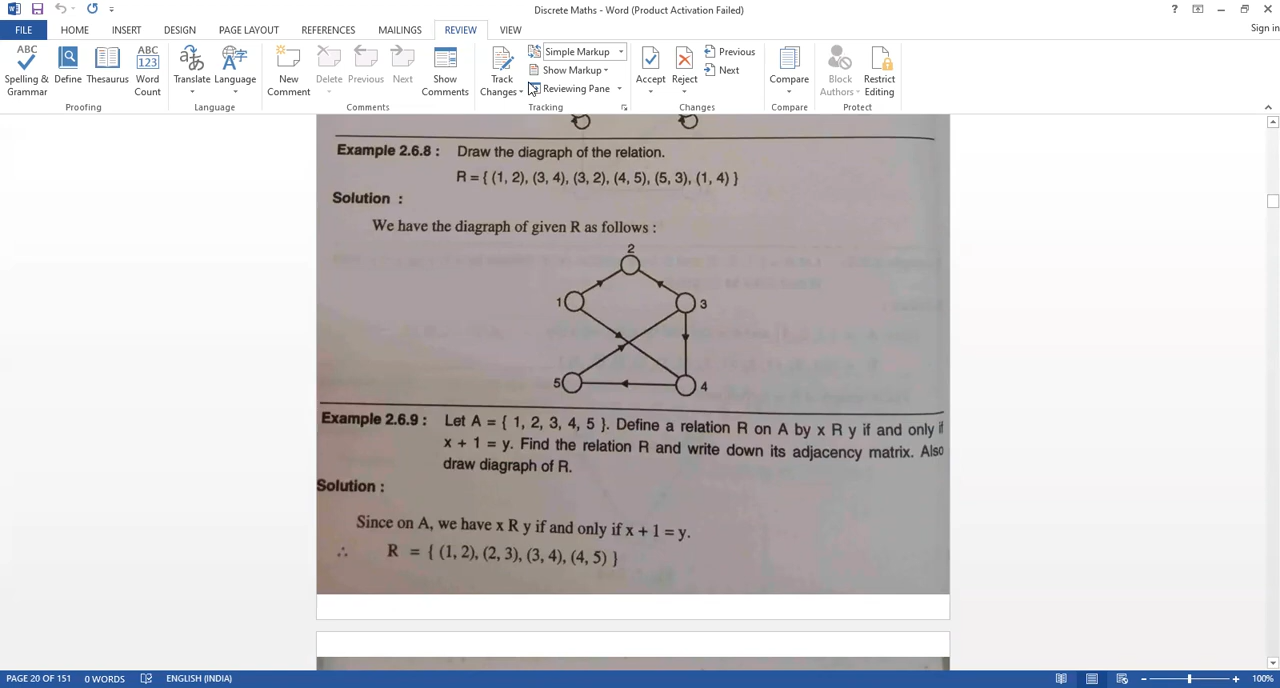 Discrete Maths - Word (Product Activation Failed)
Sign in
FILE HOME INSERT DESIGN PAGE LAYOUT REFERENCES MAILINGS REVIEW VIEW
ABC
Spelling & Grammar
Define
Thesaurus
ABC 123
Word Count
Proofing
Translate
Language
Language
New Comment
Delete
Previous
Next
Show Comments
Comments
Track Changes
Simple Markup
Show Markup
Reviewing Pane
Tracking
Accept
Reject
Previous
Next
Changes
Compare
Compare
Block Authors
Restrict Editing
Protect
Example 2.6.8 : Draw the diagraph of the relation.
R = { (1, 2), (3, 4), (3, 2), (4, 5), (5, 3), (1, 4) }
Solution :
We have the diagraph of given R as follows :
2
1
3
5
4
Example 2.6.9 : Let A = { 1, 2, 3, 4, 5 }. Define a relation R on A by x R y if and only if
x + 1 = y. Find the relation R and write down its adjacency matrix. Also
draw diagraph of R.
Solution :
Since on A, we have x R y if and only if x + 1 = y.
∴ R = { (1, 2), (2, 3), (3, 4), (4, 5) }
PAGE 20 OF 151 0 WORDS ENGLISH (INDIA) 100%